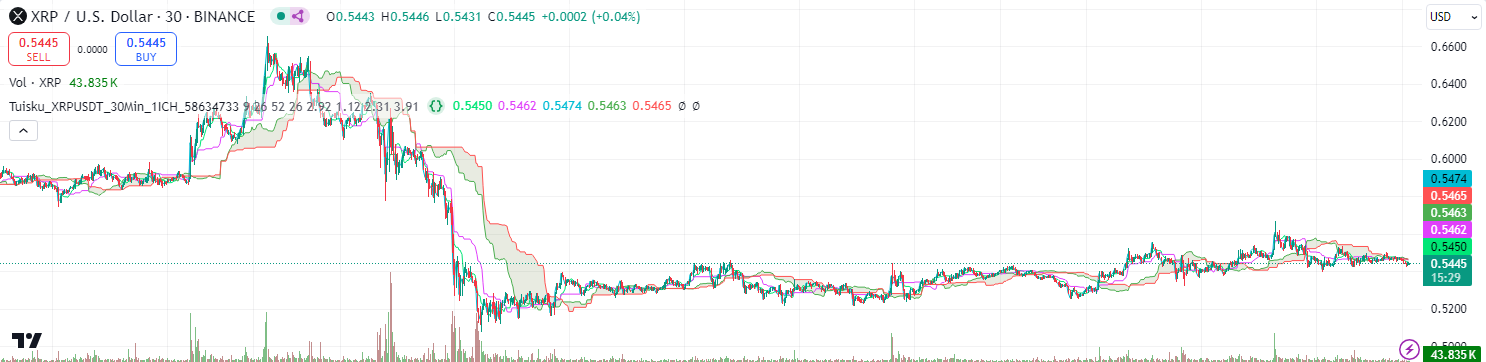 XRP / U.S. Dollar · 30 · BINANCE O0.5443 H0.5446 L0.5431 C0.5445 +0.0002 (+0.04%)
USD
0.5445 SELL
0.0000
0.5445 BUY
Vol · XRP 43.835 K
Tuisku_XRPUSDT_30Min_1ICH_58634733 9 26 52 26 2.92 1.12 2.31 3.91 0.5450 0.5462 0.5474 0.5463 0.5465 Ø Ø
0.6600
0.6400
0.6200
0.6000
0.5474
0.5465
0.5463
0.5462
0.5450
0.5445
15:29
0.5200
43.835 K